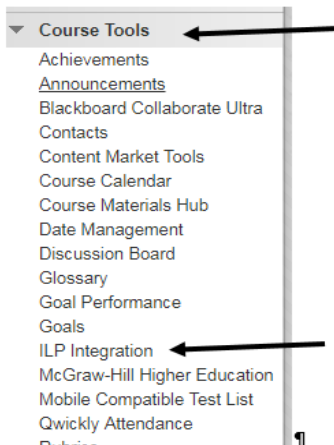 Course Tools
Achievements
Announcements
Blackboard Collaborate Ultra
Contacts
Content Market Tools
Course Calendar
Course Materials Hub
Date Management
Discussion Board
Glossary
Goal Performance
Goals
ILP Integration
McGraw-Hill Higher Education
Mobile Compatible Test List
Qwickly Attendance
¶